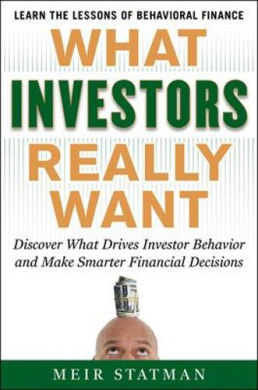 LEARN THE LESSONS OF BEHAVIORAL FINANCE
WHAT
INVESTORS
REALLY
WANT
Discover What Drives Investor Behavior
and Make Smarter Financial Decisions
MEIR STATMAN